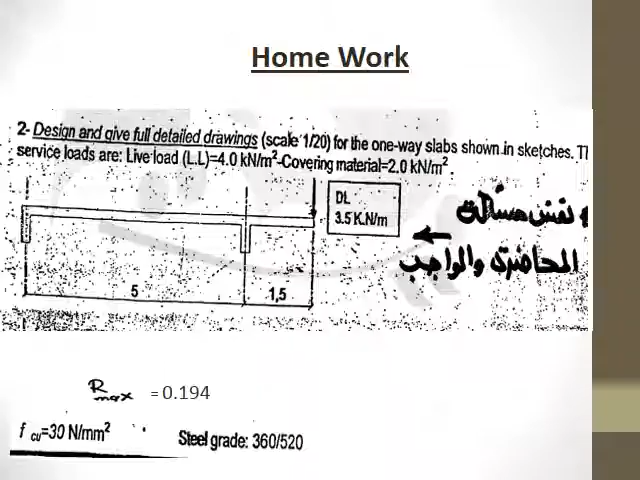 Home Work
2- Design and give full detailed drawings (scale 1/20) for the one-way slabs shown in sketches. Tl
service loads are: Live load (L.L)=4.0 kN/m²-Covering material=2.0 kN/m².
DL
3.5 K.N/m
نفس مسألة
المحاضرة والواجب
5
1,5
R max = 0.194
f cu=30 N/mm²
Steel grade: 360/520